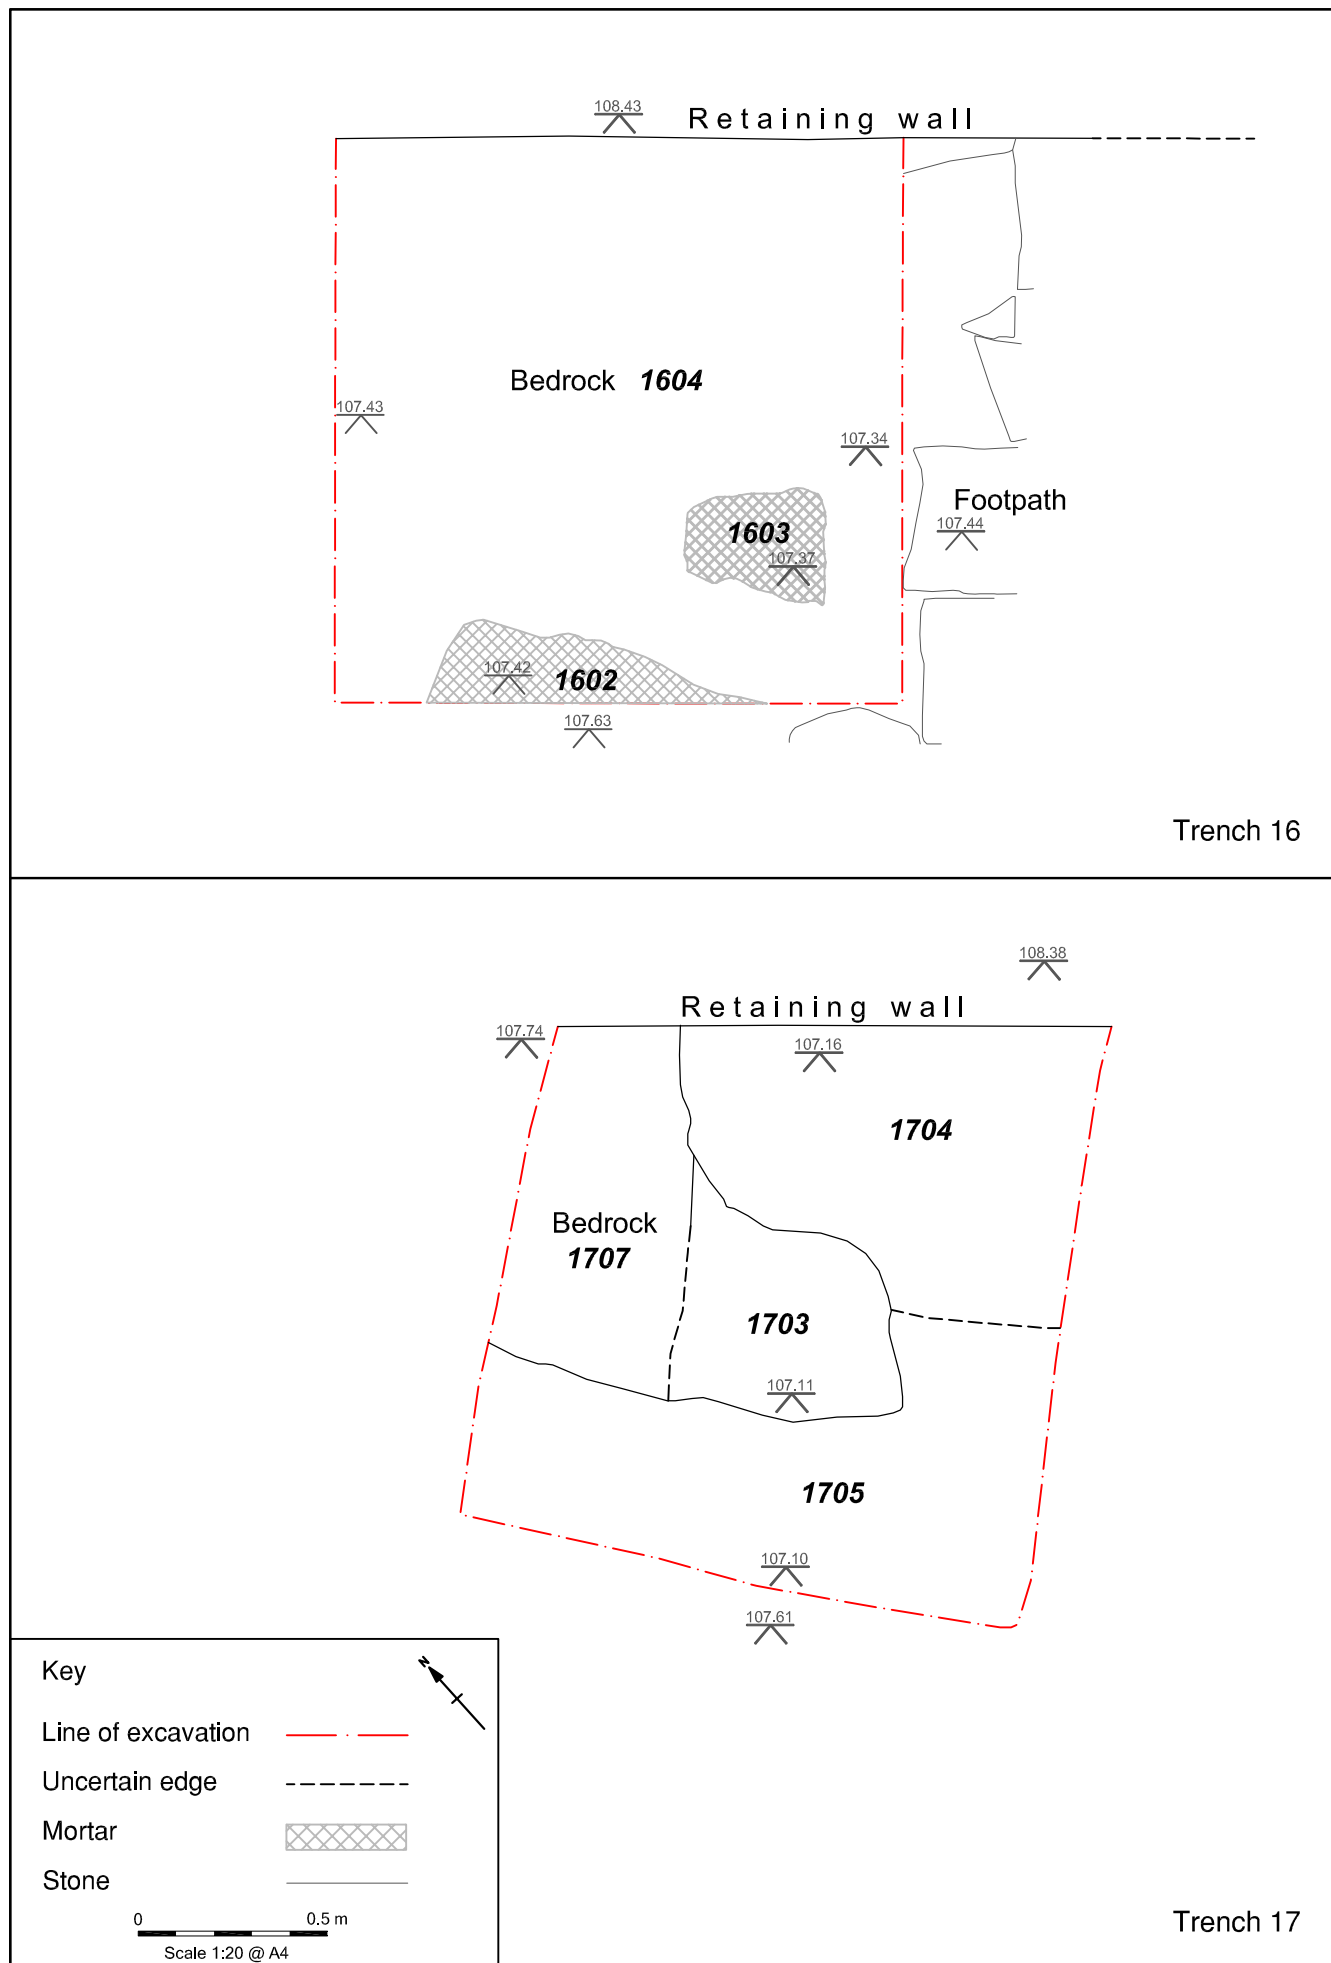 108.43
Retaining wall
Bedrock 1604
107.43
107.34
Footpath
107.44
1603
107.37
107.42
1602
107.63
Trench 16
108.38
Retaining wall
107.74
107.16
1704
Bedrock
1707
1703
107.11
1705
107.10
107.61
Key
N
Line of excavation
Uncertain edge
Mortar
Stone
0 0.5 m
Scale 1:20 @ A4
Trench 17